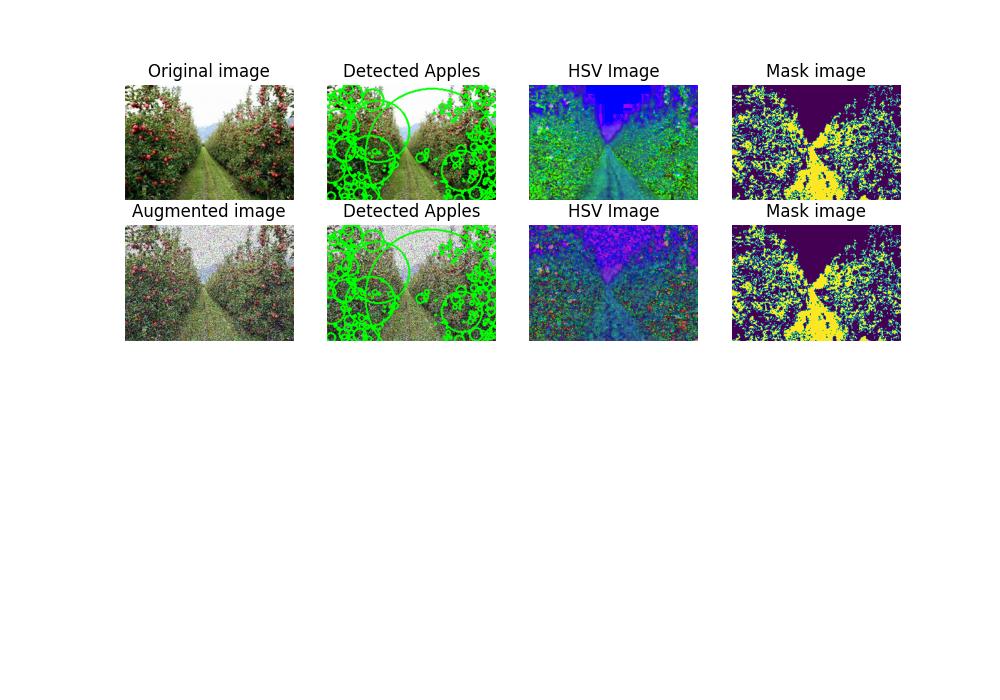 Original image
Detected Apples
HSV Image
Mask image
Augmented image
Detected Apples
HSV Image
Mask image